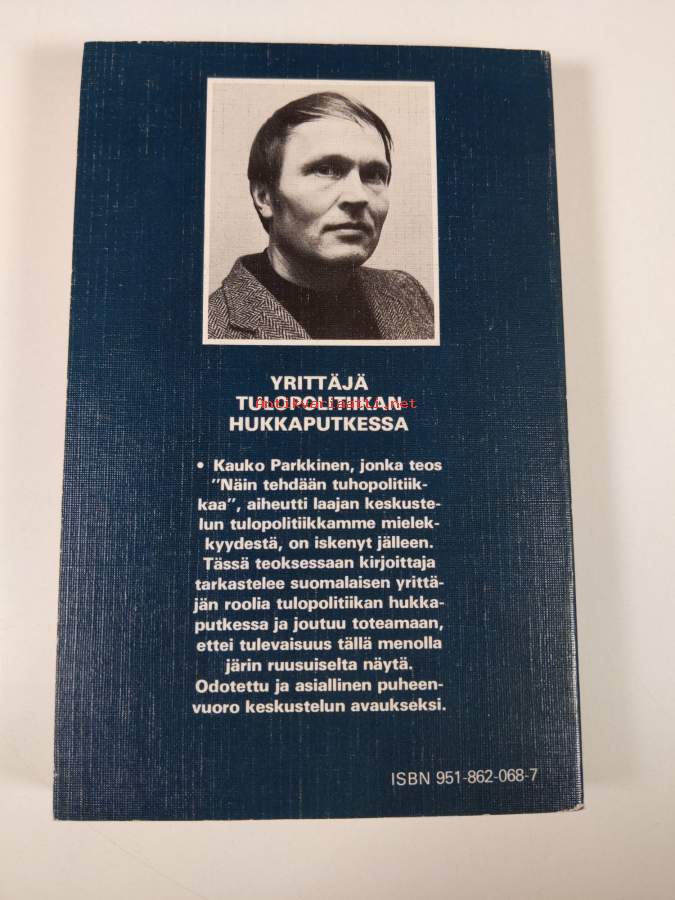 YRITTÄJÄ
TULOPOLITIIKAN
Antikvariaatti.net
HUKKAPUTKESSA
• Kauko Parkkinen, jonka teos
"Näin tehdään tuhopolitiik-
kaa", aiheutti laajan keskuste-
lun tulopolitiikkamme mielek-
kyydestä, on iskenyt jälleen.
Tässä teoksessaan kirjoittaja
tarkastelee suomalaisen yrittä-
jän roolia tulopolitiikan hukka-
putkessa ja joutuu toteamaan,
ettei tulevaisuus tällä menolla
järin ruusuiselta näytä.
Odotettu ja asiallinen puheen-
vuoro keskustelun avaukseksi.
ISBN 951-862-068-7